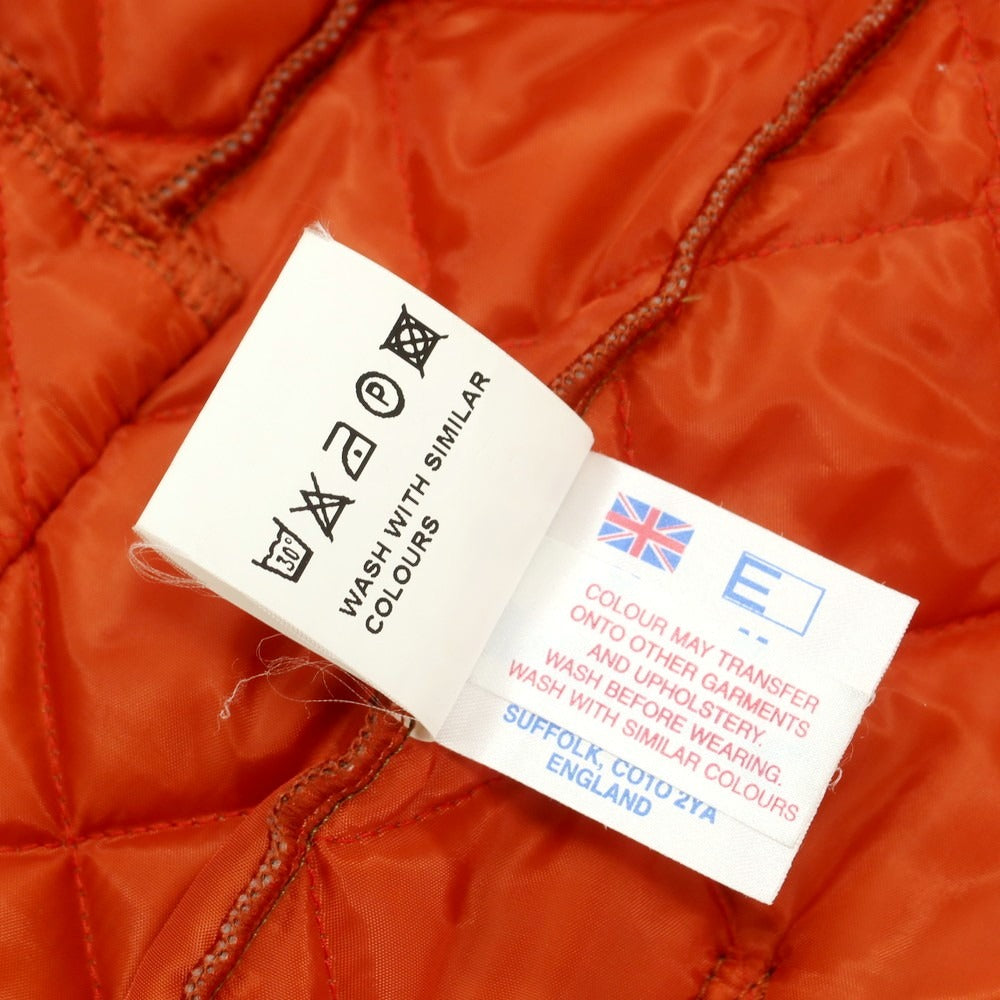 30°
P
WASH WITH SIMILAR
COLOURS
E
COLOUR MAY TRANSFER
ONTO OTHER GARMENTS
AND UPHOLSTERY.
WASH BEFORE WEARING.
WASH WITH SIMILAR COLOURS
SUFFOLK, CO10 2YA
ENGLAND